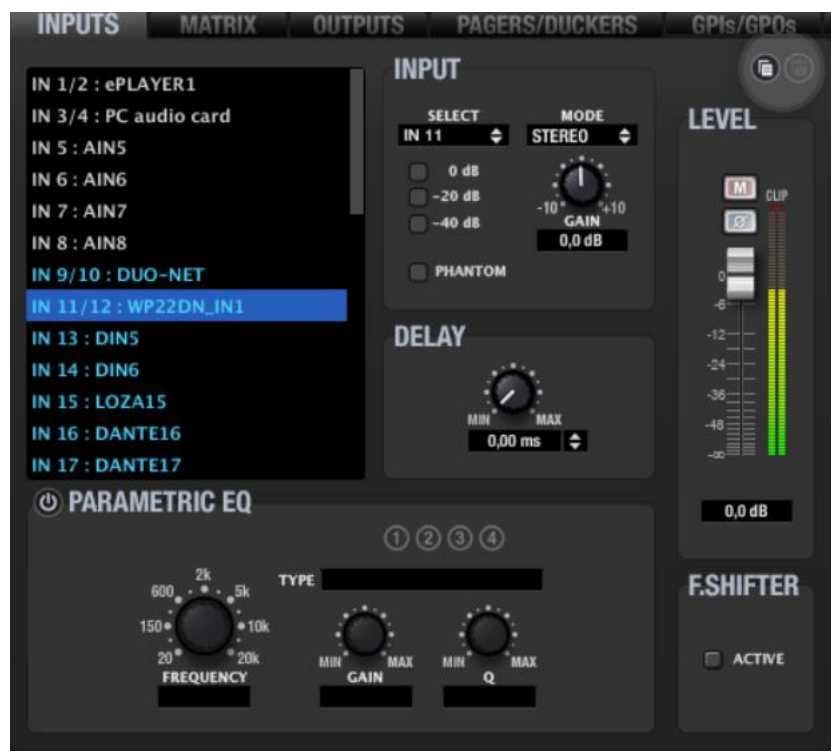 INPUTS MATRIX OUTPUTS PAGERS/DUCKERS GPIs/GPOs
IN 1/2 : ePLAYER1
IN 3/4 : PC audio card
IN 5 : AIN5
IN 6 : AIN6
IN 7 : AIN7
IN 8 : AIN8
IN 9/10 : DUO-NET
IN 11/12 : WP22DN_IN1
IN 13 : DIN5
IN 14 : DIN6
IN 15 : LOZA15
IN 16 : DANTE16
IN 17 : DANTE17
INPUT
SELECT MODE
IN 11 STEREO
0 dB
-20 dB
-40 dB
-10 +10
GAIN
0,0 dB
PHANTOM
DELAY
MIN MAX
0,00 ms
LEVEL
M CLIP
Ø
0
-6
-12
-24
-36
-48
-∞
0,0 dB
PARAMETRIC EQ
1 2 3 4
TYPE
2k
600 5k
150 10k
20 20k
FREQUENCY
MIN MAX
GAIN
MIN MAX
Q
F.SHIFTER
ACTIVE